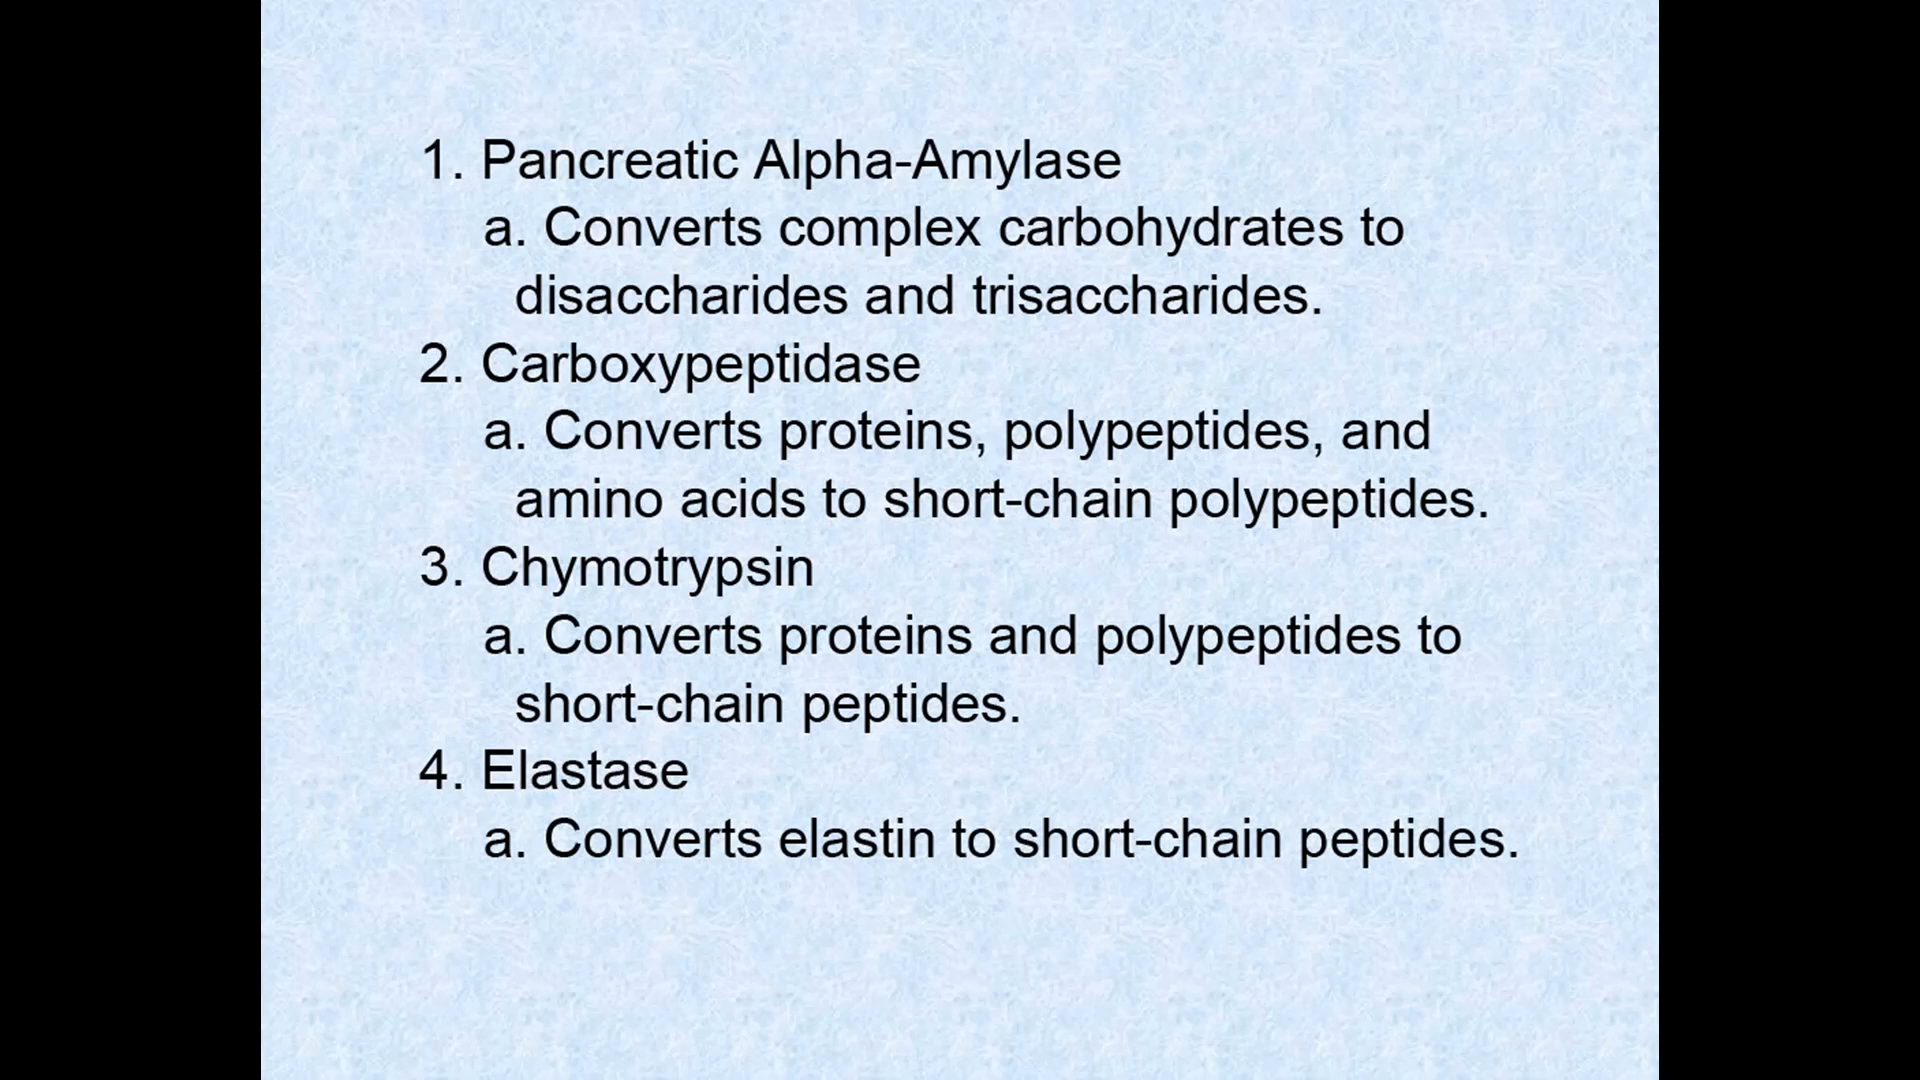 1. Pancreatic Alpha-Amylase
a. Converts complex carbohydrates to
disaccharides and trisaccharides.
2. Carboxypeptidase
a. Converts proteins, polypeptides, and
amino acids to short-chain polypeptides.
3. Chymotrypsin
a. Converts proteins and polypeptides to
short-chain peptides.
4. Elastase
a. Converts elastin to short-chain peptides.